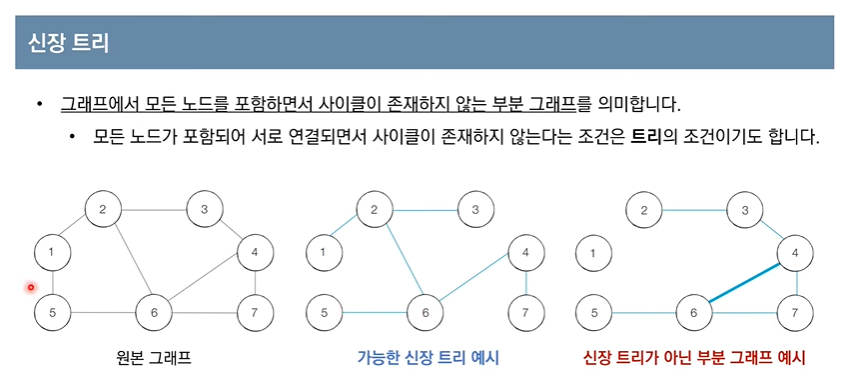 신장 트리
• 그래프에서 모든 노드를 포함하면서 사이클이 존재하지 않는 부분 그래프를 의미합니다.
• 모든 노드가 포함되어 서로 연결되면서 사이클이 존재하지 않는다는 조건은 트리의 조건이기도 합니다.
2 3
1 4
5 6 7
원본 그래프
2 3
1 4
5 6 7
가능한 신장 트리 예시
2 3
1 4
5 6 7
신장 트리가 아닌 부분 그래프 예시